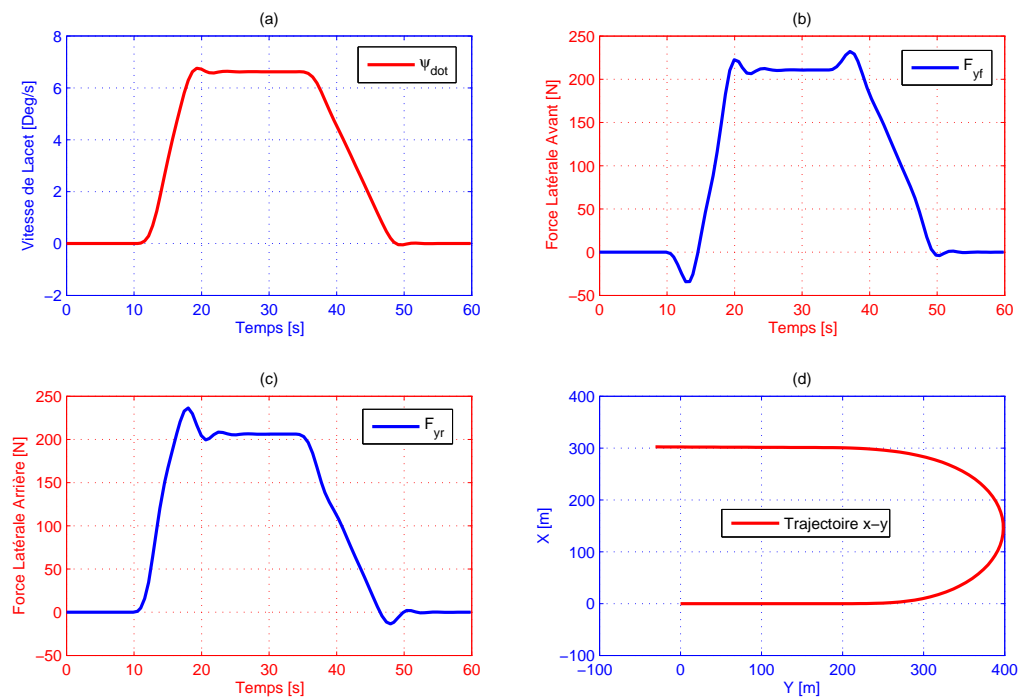 (a)
8
6
4
2
0
−2
Vitesse de Lacet [Deg/s]
ψdot
0 10 20 30 40 50 60
Temps [s]
(b)
250
200
150
100
50
0
−50
Force Latérale Avant [N]
Fyf
0 10 20 30 40 50 60
Temps [s]
(c)
250
200
150
100
50
0
−50
Force Latérale Arrière [N]
Fyr
0 10 20 30 40 50 60
Temps [s]
(d)
400
300
200
100
0
−100
X [m]
Trajectoire x−y
−100 0 100 200 300 400
Y [m]